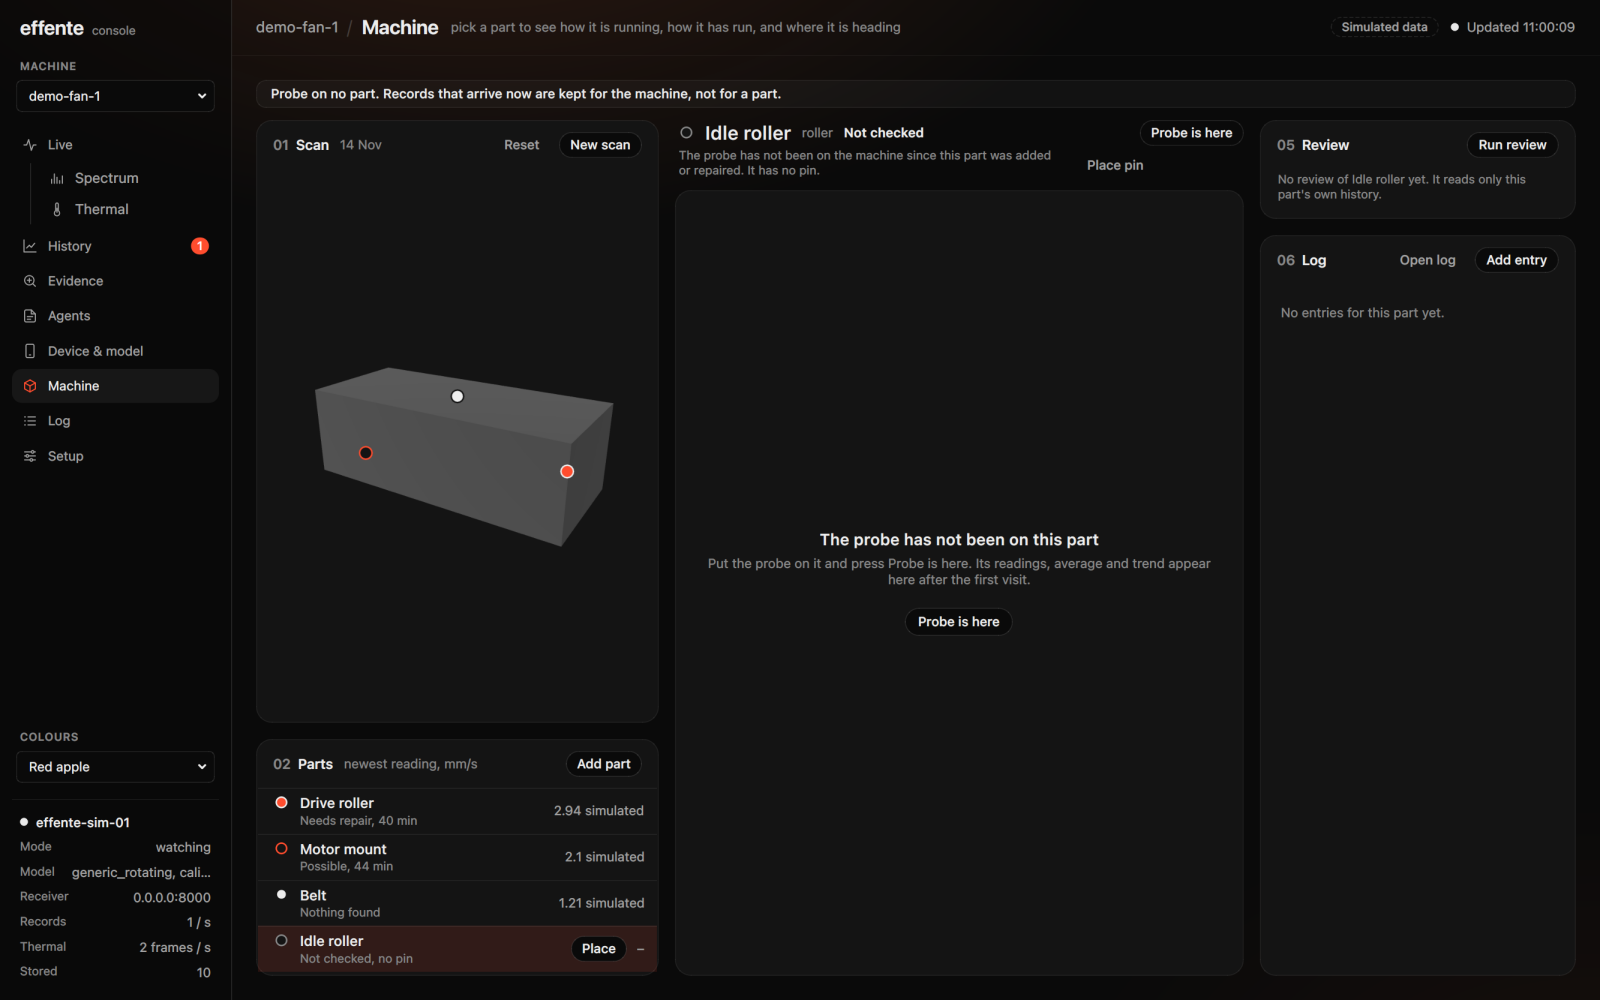 effente console
MACHINE
demo-fan-1
Live
Spectrum
Thermal
History 1
Evidence
Agents
Device & model
Machine
Log
Setup
COLOURS
Red apple
effente-sim-01
Mode watching
Model generic_rotating, cali...
Receiver 0.0.0.0:8000
Records 1 / s
Thermal 2 frames / s
Stored 10
demo-fan-1 / Machine pick a part to see how it is running, how it has run, and where it is heading
Simulated data Updated 11:00:09
Probe on no part. Records that arrive now are kept for the machine, not for a part.
01 Scan 14 Nov Reset New scan
02 Parts newest reading, mm/s Add part
Drive roller
Needs repair, 40 min
2.94 simulated
Motor mount
Possible, 44 min
2.1 simulated
Belt
Nothing found
1.21 simulated
Idle roller
Not checked, no pin
Place –
Idle roller roller Not checked
Probe is here
The probe has not been on the machine since this part was added
or repaired. It has no pin.
Place pin
The probe has not been on this part
Put the probe on it and press Probe is here. Its readings, average and trend appear
here after the first visit.
Probe is here
05 Review Run review
No review of Idle roller yet. It reads only this
part's own history.
06 Log Open log Add entry
No entries for this part yet.